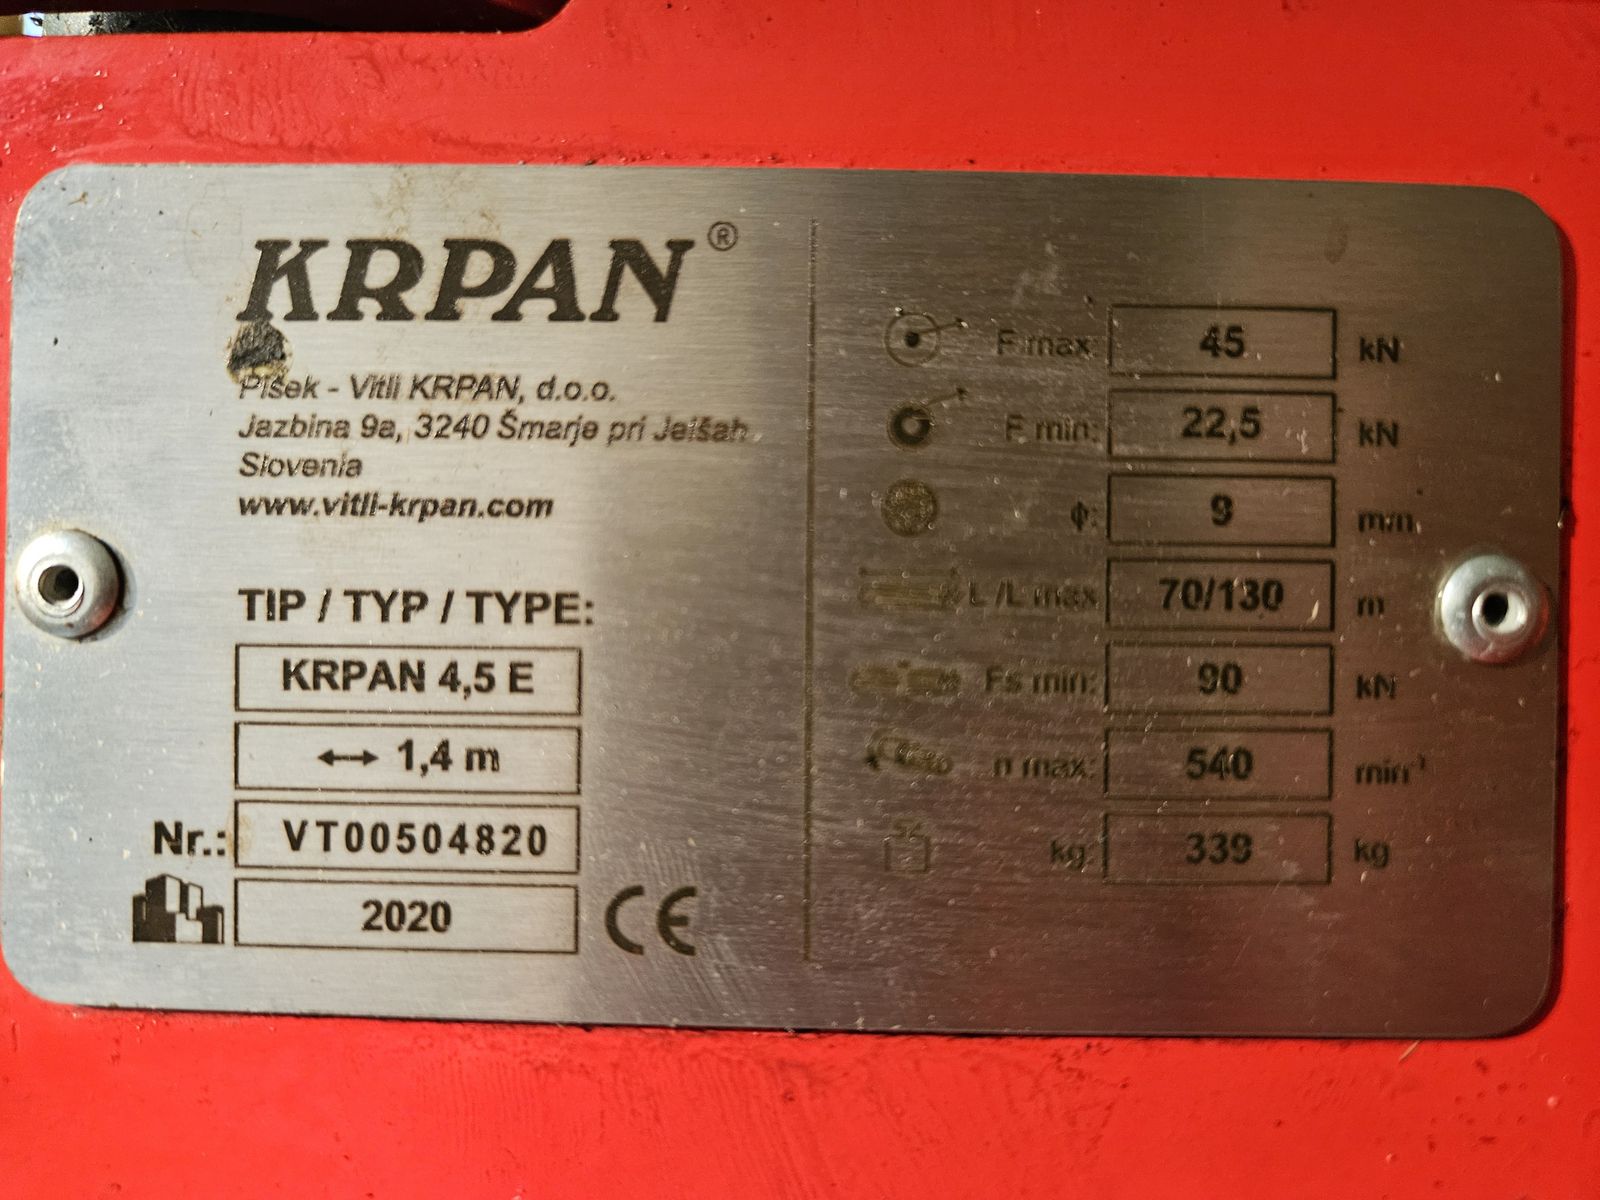 KRPAN®
Pišek - Vitli KRPAN, d.o.o.
Jazbina 9a, 3240 Šmarje pri Jelšah
Slovenia
www.vitli-krpan.com
TIP / TYP / TYPE:
KRPAN 4,5 E
↔ 1,4 m
Nr.: VT00504820
2020 CE
F max: 45 kN
F min: 22,5 kN
ϕ: 9 mm
L /L max 70/130 m
Fs min: 90 kN
n max: 540 min⁻¹
kg: 339 kg